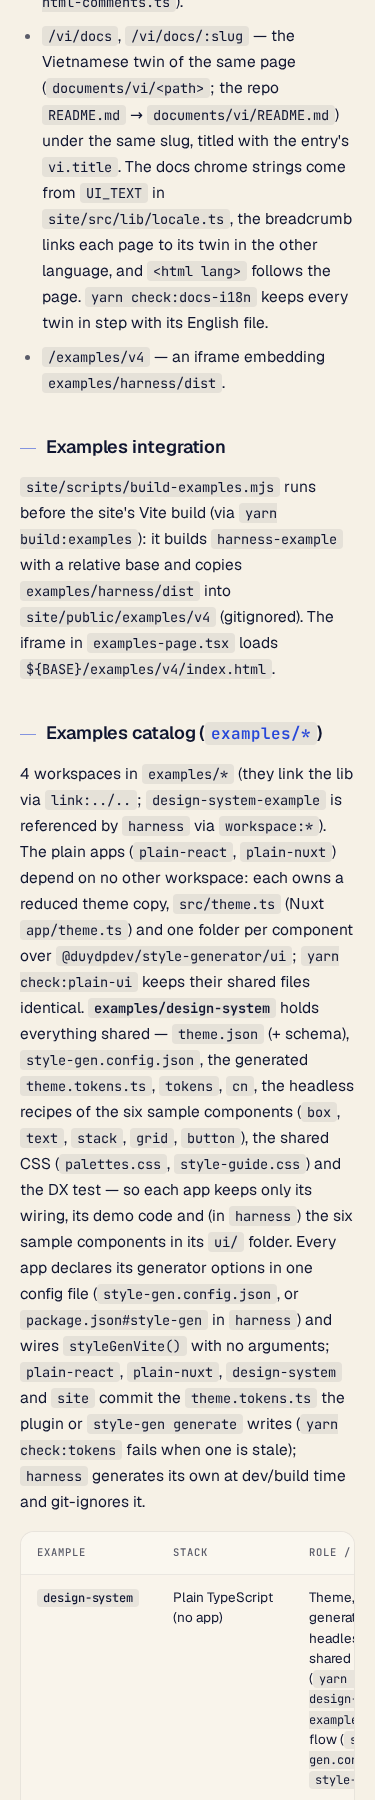 html-comments.ts ).
/vi/docs , /vi/docs/:slug — the
Vietnamese twin of the same page
( documents/vi/<path> ; the repo
README.md → documents/vi/README.md )
under the same slug, titled with the entry's
vi.title . The docs chrome strings come
from UI_TEXT in
site/src/lib/locale.ts , the breadcrumb
links each page to its twin in the other
language, and <html lang> follows the
page. yarn check:docs-i18n keeps every
twin in step with its English file.
/examples/v4 — an iframe embedding
examples/harness/dist .
— Examples integration
site/scripts/build-examples.mjs runs
before the site's Vite build (via yarn
build:examples ): it builds harness-example
with a relative base and copies
examples/harness/dist into
site/public/examples/v4 (gitignored). The
iframe in examples-page.tsx loads
${BASE}/examples/v4/index.html .
— Examples catalog ( examples/* )
4 workspaces in examples/* (they link the lib
via link:../.. ; design-system-example is
referenced by harness via workspace:* ).
The plain apps ( plain-react , plain-nuxt )
depend on no other workspace: each owns a
reduced theme copy, src/theme.ts (Nuxt
app/theme.ts ) and one folder per component
over @duydpdev/style-generator/ui ; yarn
check:plain-ui keeps their shared files
identical. examples/design-system holds
everything shared — theme.json (+ schema),
style-gen.config.json , the generated
theme.tokens.ts , tokens , cn , the headless
recipes of the six sample components ( box ,
text , stack , grid , button ), the shared
CSS ( palettes.css , style-guide.css ) and
the DX test — so each app keeps only its
wiring, its demo code and (in harness ) the six
sample components in its ui/ folder. Every
app declares its generator options in one
config file ( style-gen.config.json , or
package.json#style-gen in harness ) and
wires styleGenVite() with no arguments;
plain-react , plain-nuxt , design-system
and site commit the theme.tokens.ts the
plugin or style-gen generate writes ( yarn
check:tokens fails when one is stale);
harness generates its own at dev/build time
and git-ignores it.
EXAMPLE STACK ROLE /
design-system Plain TypeScript Theme,
(no app) generat
headles
shared
( yarn
design-
example
flow ( s
gen.con
style-